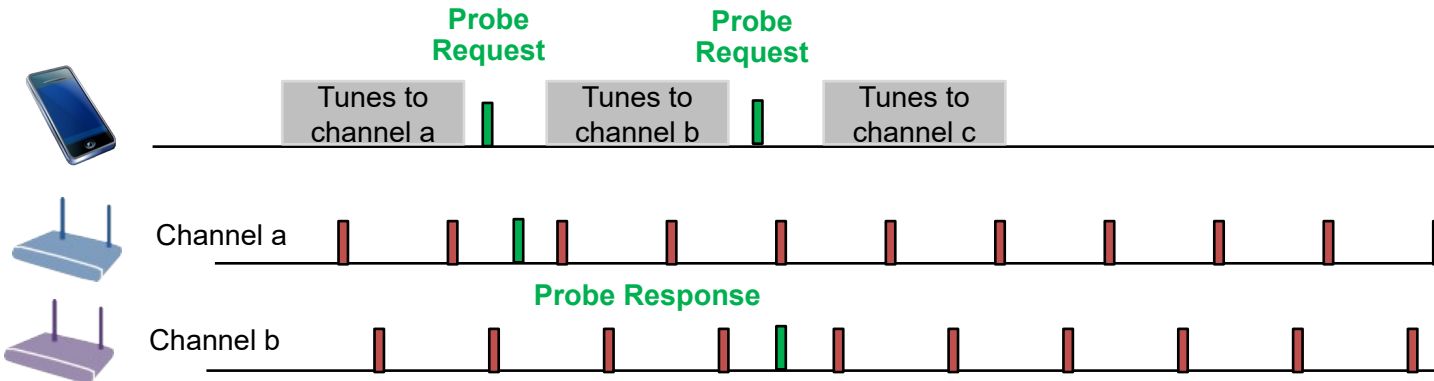 Probe
Request
Probe
Request
Tunes to
channel a
Tunes to
channel b
Tunes to
channel c
Channel a
Probe Response
Channel b